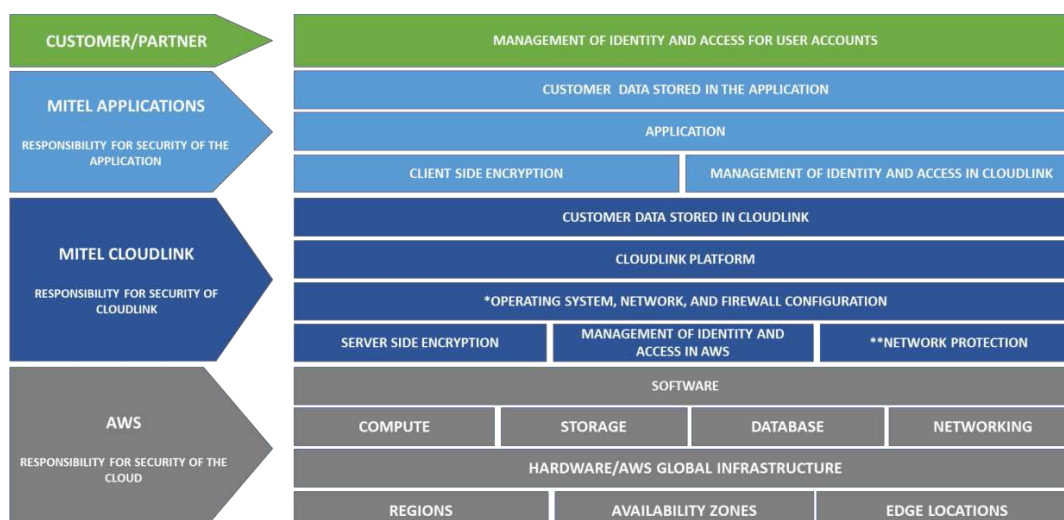 CUSTOMER/PARTNER
MANAGEMENT OF IDENTITY AND ACCESS FOR USER ACCOUNTS
MITEL APPLICATIONS
RESPONSIBILITY FOR SECURITY OF THE
APPLICATION
CUSTOMER DATA STORED IN THE APPLICATION
APPLICATION
CLIENT SIDE ENCRYPTION
MANAGEMENT OF IDENTITY AND ACCESS IN CLOUDLINK
MITEL CLOUDLINK
RESPONSIBILITY FOR SECURITY OF
CLOUDLINK
CUSTOMER DATA STORED IN CLOUDLINK
CLOUDLINK PLATFORM
*OPERATING SYSTEM, NETWORK, AND FIREWALL CONFIGURATION
SERVER SIDE ENCRYPTION
MANAGEMENT OF IDENTITY AND
ACCESS IN AWS
**NETWORK PROTECTION
AWS
RESPONSIBILITY FOR SECURITY OF THE
CLOUD
SOFTWARE
COMPUTE
STORAGE
DATABASE
NETWORKING
HARDWARE/AWS GLOBAL INFRASTRUCTURE
REGIONS
AVAILABILITY ZONES
EDGE LOCATIONS